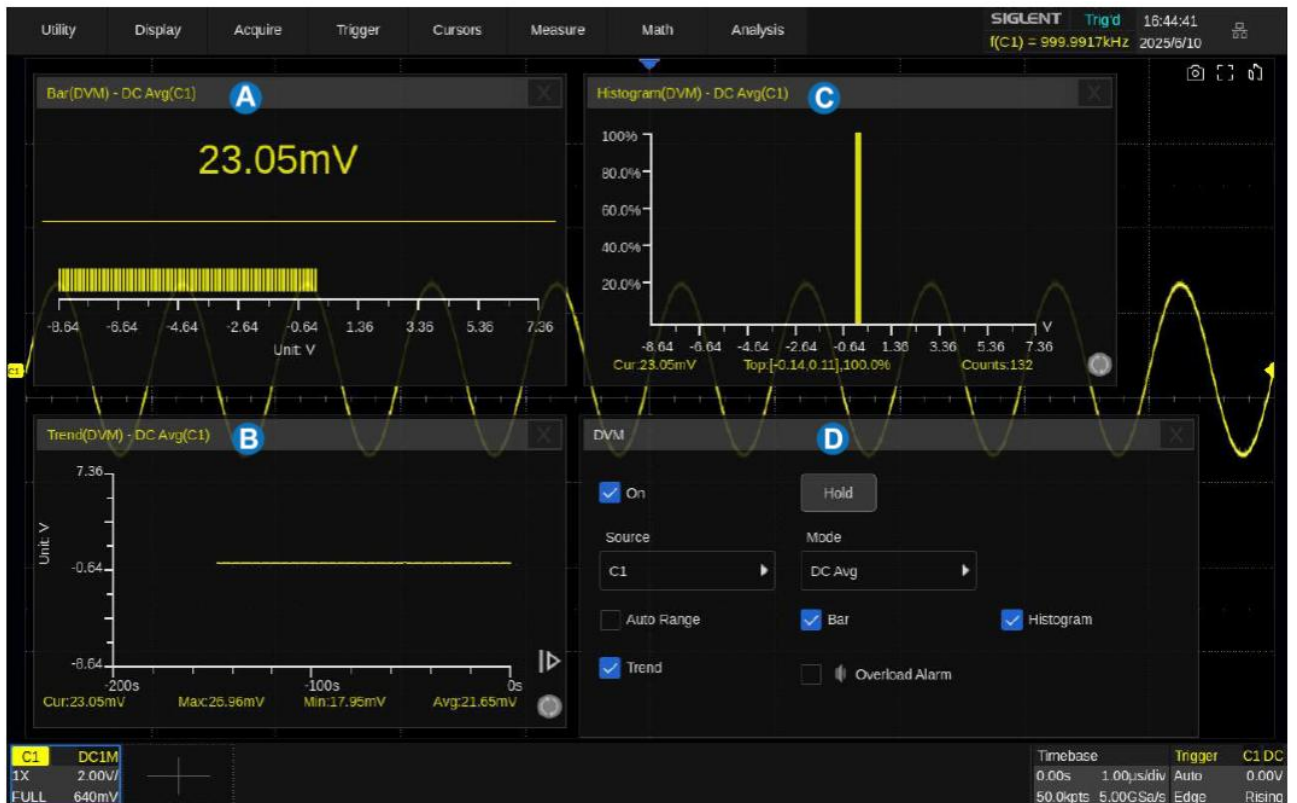 Utility Display Acquire Trigger Cursors Measure Math Analysis
SIGLENT Trig'd 16:44:41
f(C1) = 999.9917kHz 2025/6/10
Bar(DVM) - DC Avg(C1) A X
23.05mV
-8.64 -6.64 -4.64 -2.64 -0.64 1.36 3.36 5.36 7.36
Unit: V
Histogram(DVM) - DC Avg(C1) C X
100%
80.0%
60.0%
40.0%
20.0%
V
-8.64 -6.64 -4.64 -2.64 -0.64 1.36 3.36 5.36 7.36
Cur:23.05mV Top:[-0.14,0.11],100.0% Counts:132
C1
Trend(DVM) - DC Avg(C1) B X
7.36
Unit: V
-0.64
-8.64
-200s -100s 0s
Cur:23.05mV Max:26.96mV Min:17.95mV Avg:21.65mV
DVM D X
On Hold
Source Mode
C1 DC Avg
Auto Range Bar Histogram
Trend Overload Alarm
C1 DC1M
1X 2.00V/
FULL 640mV
Timebase Trigger C1 DC
0.00s 1.00μs/div Auto 0.00V
50.0kpts 5.00GSa/s Edge Rising